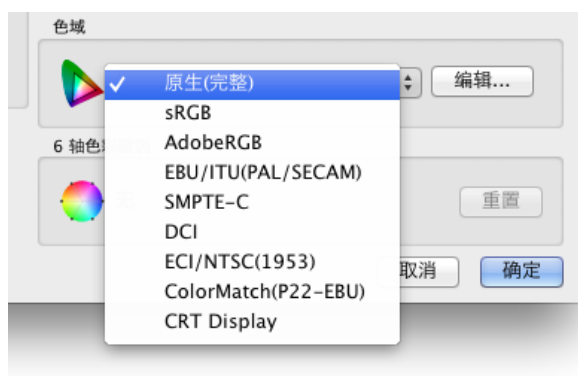 色域
原生(完整)
编辑...
sRGB
AdobeRGB
6 轴色
EBU/ITU(PAL/SECAM)
SMPTE-C
重置
DCI
ECI/NTSC(1953)
取消
确定
ColorMatch(P22-EBU)
CRT Display